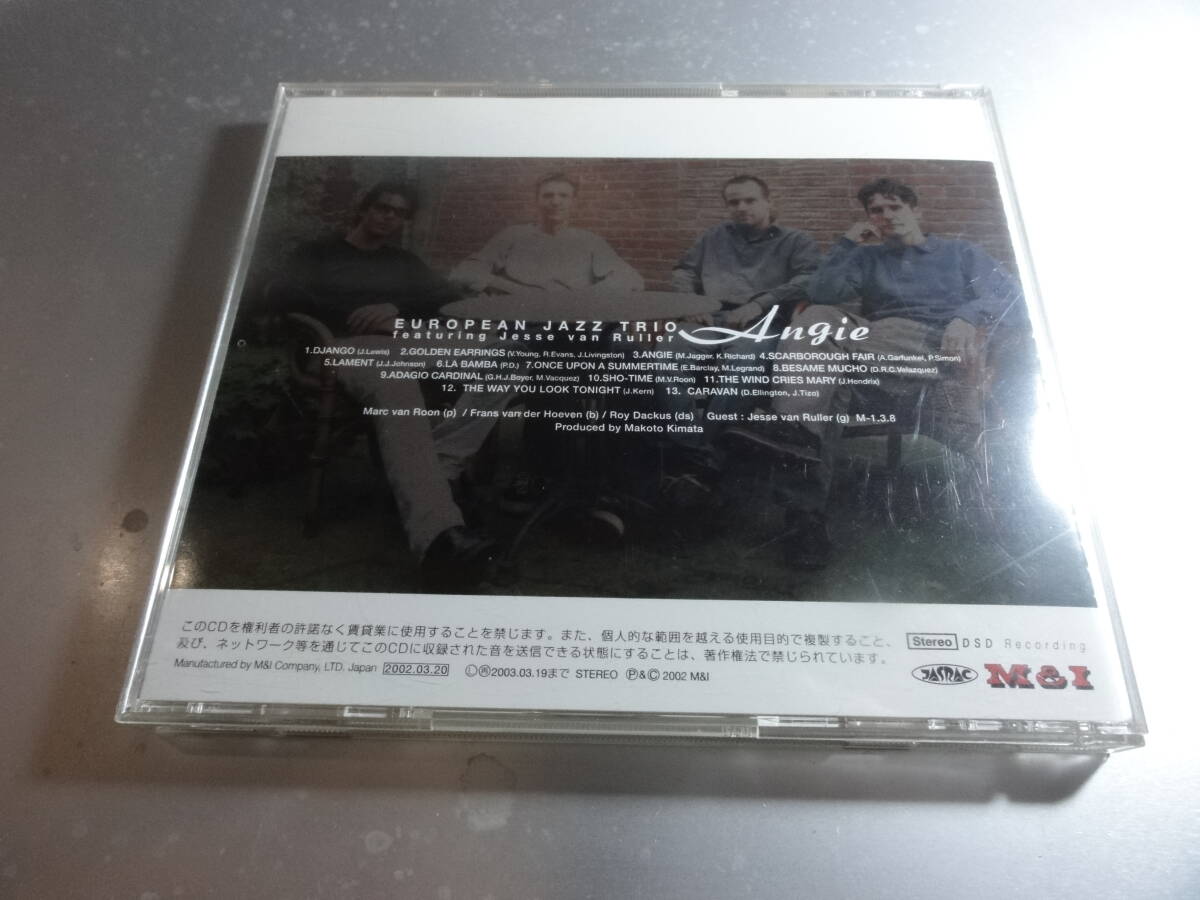 EUROPEAN JAZZ TRIO
featuring Jesse van Ruller
Angie
1.DJANGO (J.Lewis) 2.GOLDEN EARRINGS (V.Young, R.Evans, J.Livingston) 3.ANGIE (M.Jagger, K.Richard) 4.SCARBOROUGH FAIR (A.Garfunkel, P.Simon)
5.LAMENT (J.J.Johnson) 6.LA BAMBA (P.D.) 7.ONCE UPON A SUMMERTIME (E.Barclay, M.Legrand) 8.BESAME MUCHO (D.R.C.Velazquez)
9.ADAGIO CARDINAL (G.H.J.Beyer, M.Vacquez) 10.SHO-TIME (M.V.Roon) 11.THE WIND CRIES MARY (J.Hendrix)
12. THE WAY YOU LOOK TONIGHT (J.Kern) 13. CARAVAN (D.Ellington, J.Tizo)
Marc van Roon (p) / Frans van der Hoeven (b) / Roy Dackus (ds) Guest : Jesse van Ruller (g) M-1.3.8
Produced by Makoto Kimata
このCDを権利者の許諾なく賃貸業に使用することを禁じます。また、個人的な範囲を越える使用目的で複製すること、
及び、ネットワーク等を通じてこのCDに収録された音を送信できる状態にすることは、著作権法で禁じられています。
Manufactured by M&I Company, LTD. Japan 2002.03.20 Ⓛ㊞2003.03.19まで STEREO Ⓟ&© 2002 M&I
Stereo DSD Recording
JASRAC M&I